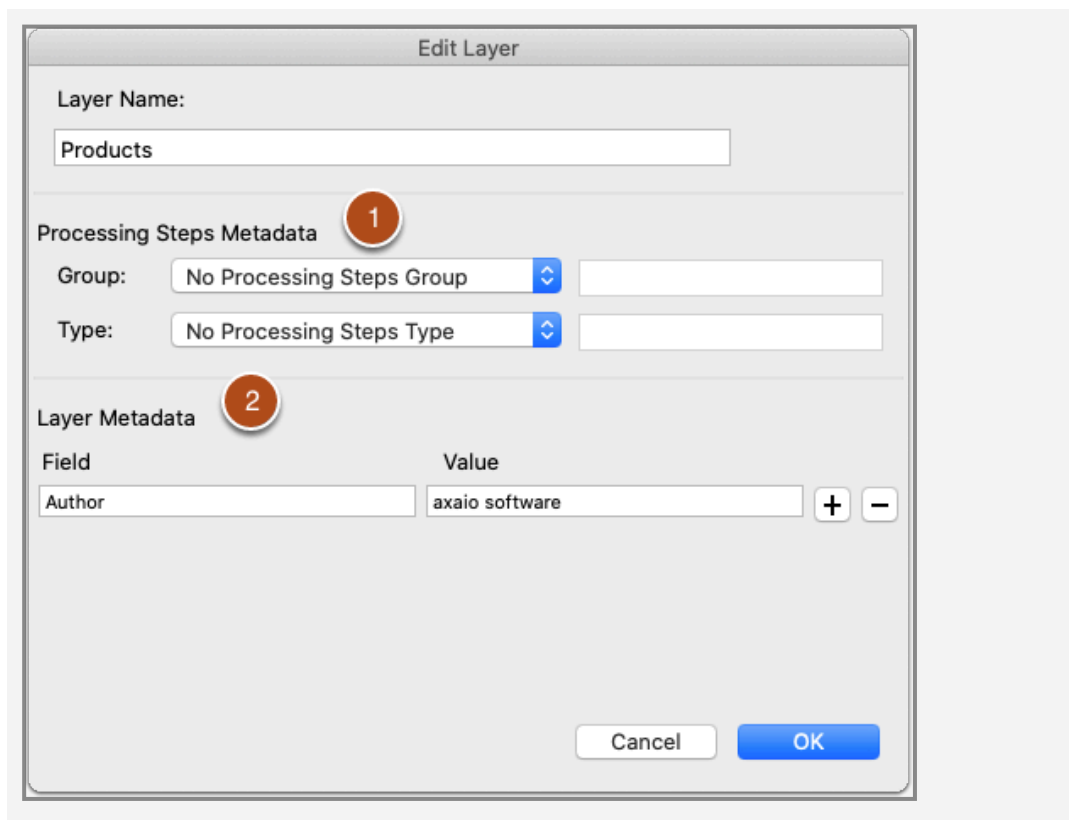 Edit Layer
Layer Name:
Products
1
Processing Steps Metadata
Group: No Processing Steps Group
Type: No Processing Steps Type
2
Layer Metadata
Field Value
Author axaio software + −
Cancel OK